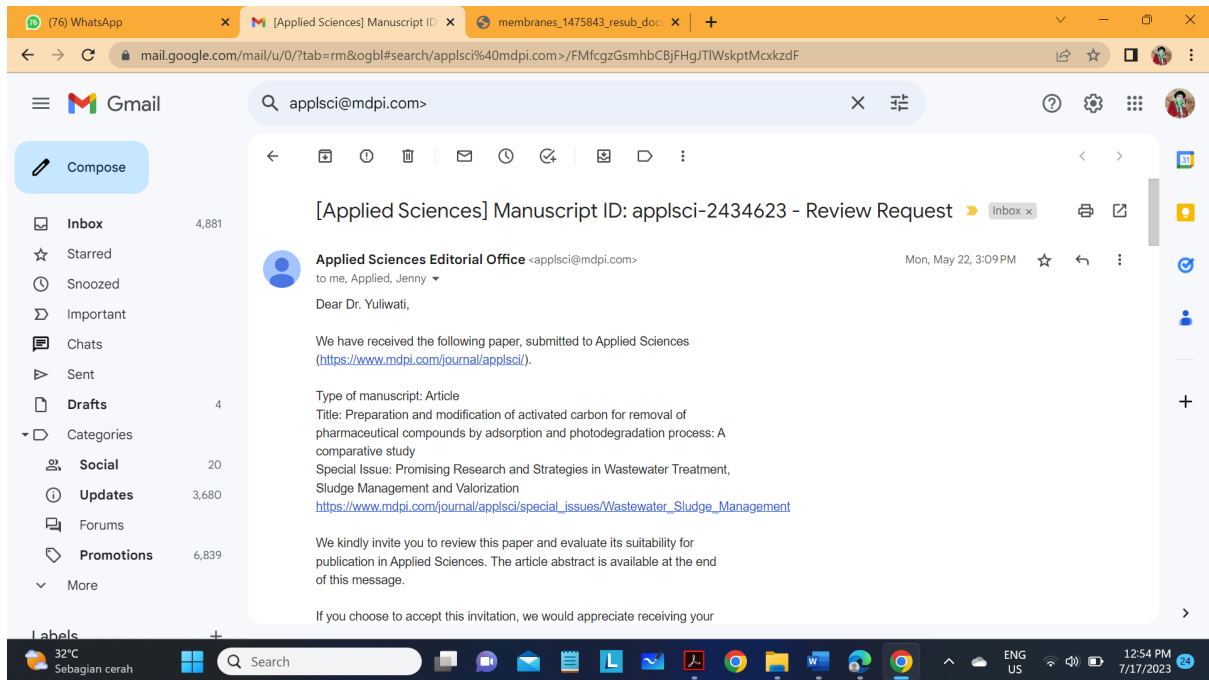 (76) WhatsApp
[Applied Sciences] Manuscript ID
membranes_1475843_resub_doc
mail.google.com/mail/u/0/?tab=rm&ogbl#search/applsci%40mdpi.com>/FMfcgzGsmhbCBjFHgJTlWskptMcxkzdF
Gmail
applsci@mdpi.com>
Compose
Inbox 4,881
Starred
Snoozed
Important
Chats
Sent
Drafts 4
Categories
Social 20
Updates 3,680
Forums
Promotions 6,839
More
Labels
[Applied Sciences] Manuscript ID: applsci-2434623 - Review Request
Inbox x
Applied Sciences Editorial Office <applsci@mdpi.com>
Mon, May 22, 3:09 PM
to me, Applied, Jenny
Dear Dr. Yuliwati,
We have received the following paper, submitted to Applied Sciences
(https://www.mdpi.com/journal/applsci/).
Type of manuscript: Article
Title: Preparation and modification of activated carbon for removal of
pharmaceutical compounds by adsorption and photodegradation process: A
comparative study
Special Issue: Promising Research and Strategies in Wastewater Treatment,
Sludge Management and Valorization
https://www.mdpi.com/journal/applsci/special_issues/Wastewater_Sludge_Management
We kindly invite you to review this paper and evaluate its suitability for
publication in Applied Sciences. The article abstract is available at the end
of this message.
If you choose to accept this invitation, we would appreciate receiving your
31
32°C
Sebagian cerah
Search
ENG
US
12:54 PM
7/17/2023
24